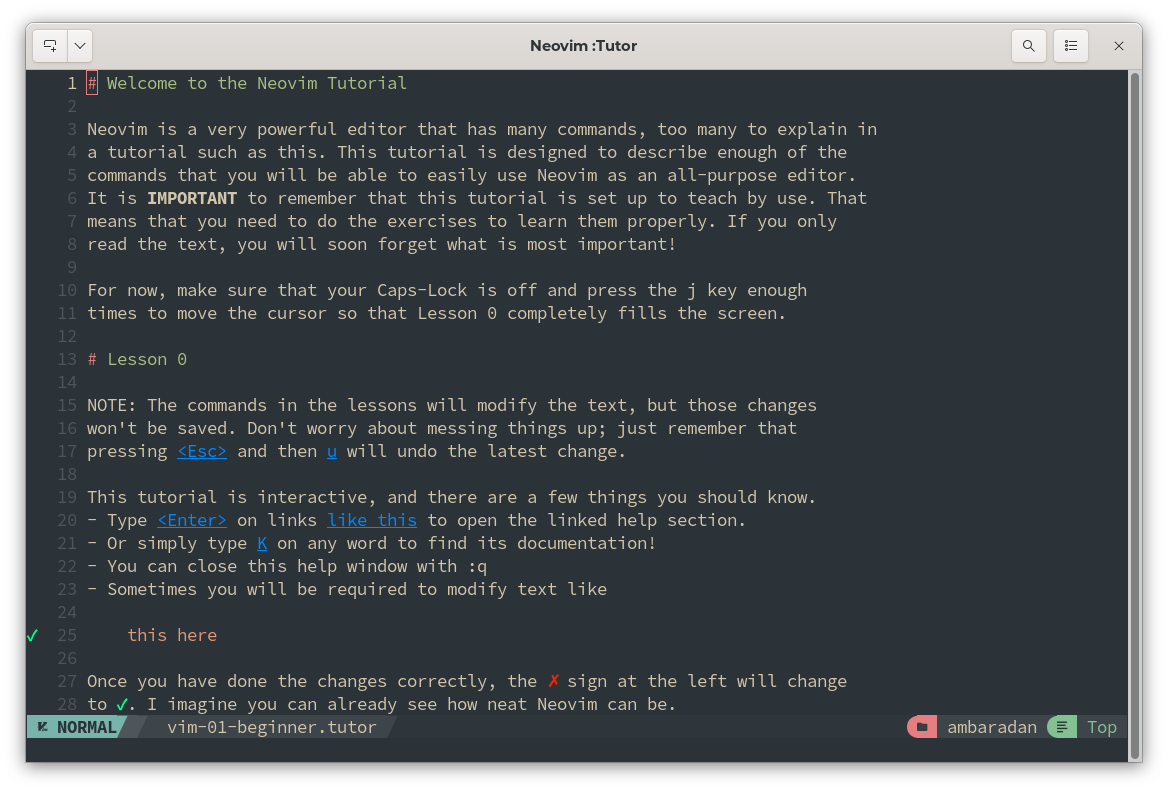 Neovim :Tutor
1 # Welcome to the Neovim Tutorial
2
3 Neovim is a very powerful editor that has many commands, too many to explain in
4 a tutorial such as this. This tutorial is designed to describe enough of the
5 commands that you will be able to easily use Neovim as an all-purpose editor.
6 It is IMPORTANT to remember that this tutorial is set up to teach by use. That
7 means that you need to do the exercises to learn them properly. If you only
8 read the text, you will soon forget what is most important!
9
10 For now, make sure that your Caps-Lock is off and press the j key enough
11 times to move the cursor so that Lesson 0 completely fills the screen.
12
13 # Lesson 0
14
15 NOTE: The commands in the lessons will modify the text, but those changes
16 won't be saved. Don't worry about messing things up; just remember that
17 pressing <Esc> and then u will undo the latest change.
18
19 This tutorial is interactive, and there are a few things you should know.
20 - Type <Enter> on links like this to open the linked help section.
21 - Or simply type K on any word to find its documentation!
22 - You can close this help window with :q
23 - Sometimes you will be required to modify text like
24
✓ 25 this here
26
27 Once you have done the changes correctly, the ✗ sign at the left will change
28 to ✓. I imagine you can already see how neat Neovim can be.
NORMAL vim-01-beginner.tutor ambaradan Top